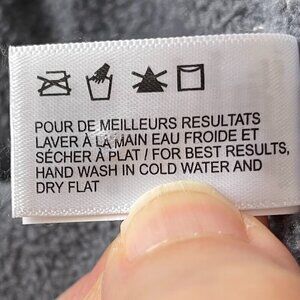 POUR DE MEILLEURS RESULTATS
LAVER À LA MAIN EAU FROIDE ET
SÉCHER À PLAT / FOR BEST RESULTS,
HAND WASH IN COLD WATER AND
DRY FLAT